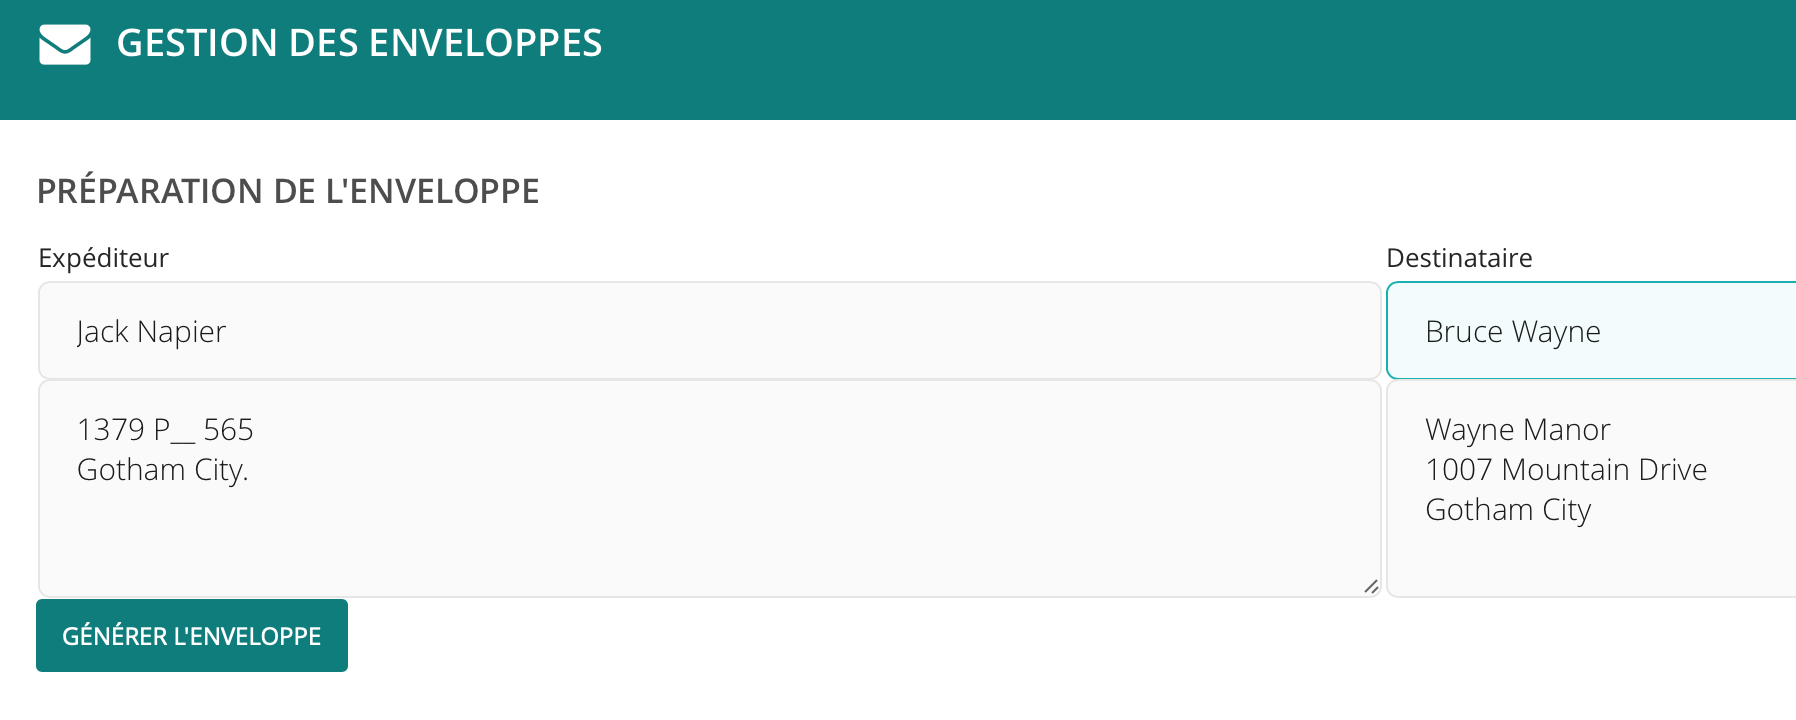 GESTION DES ENVELOPPES
PRÉPARATION DE L'ENVELOPPE
Expéditeur
Jack Napier
1379 P__ 565
Gotham City.
Destinataire
Bruce Wayne
Wayne Manor
1007 Mountain Drive
Gotham City
GÉNÉRER L'ENVELOPPE